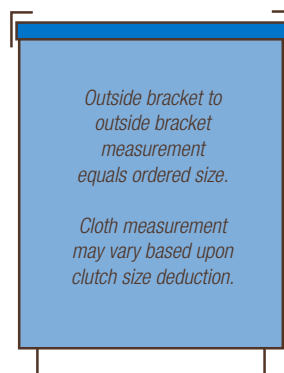 Outside bracket to
outside bracket
measurement
equals ordered size.
Cloth measurement
may vary based upon
clutch size deduction.